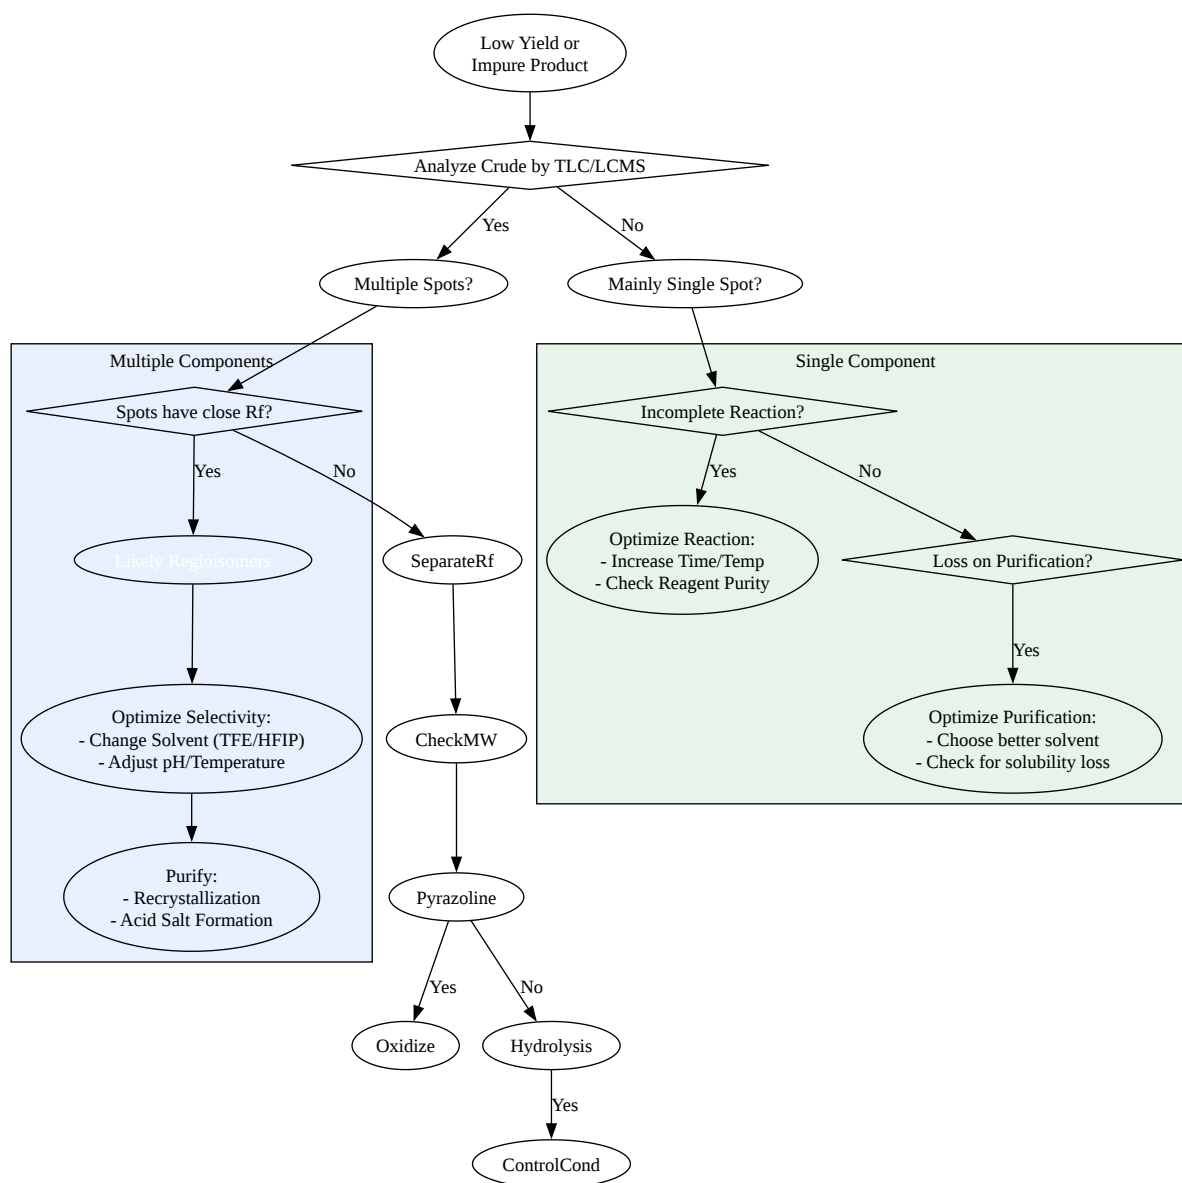 Low Yield or
Impure Product
Analyze Crude by TLC/LCMS
Yes
No
Multiple Spots?
Mainly Single Spot?
Multiple Components
Single Component
Spots have close Rf?
Incomplete Reaction?
Yes
No
Yes
No
Likely Regioisomers
SeparateRf
Optimize Reaction:
- Increase Time/Temp
- Check Reagent Purity
Loss on Purification?
Yes
Optimize Selectivity:
- Change Solvent (TFE/HFIP)
- Adjust pH/Temperature
CheckMW
Optimize Purification:
- Choose better solvent
- Check for solubility loss
Purify:
- Recrystallization
- Acid Salt Formation
Pyrazoline
Yes
No
Oxidize
Hydrolysis
Yes
ControlCond